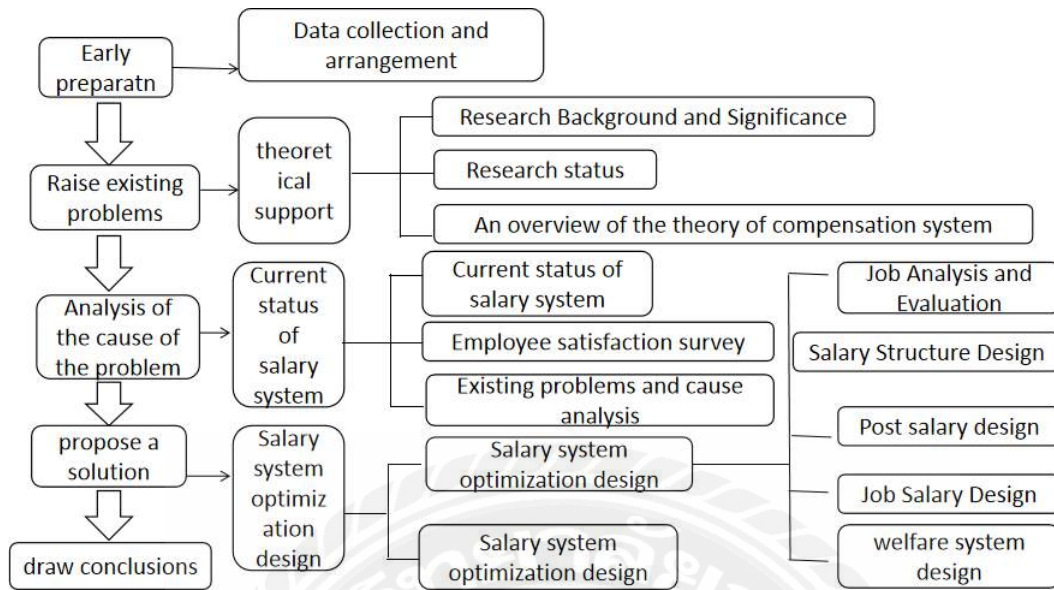 Early
preparatn
Data collection and
arrangement
Raise existing
problems
theoret
ical
support
Research Background and Significance
Research status
An overview of the theory of compensation system
Analysis of
the cause of
the problem
Current
status
of
salary
system
Current status of
salary system
Employee satisfaction survey
Existing problems and cause
analysis
propose a
solution
Salary
system
optimiz
ation
design
Salary system
optimization design
Salary system
optimization design
Job Analysis and
Evaluation
Salary Structure Design
Post salary design
Job Salary Design
welfare system
design
draw conclusions